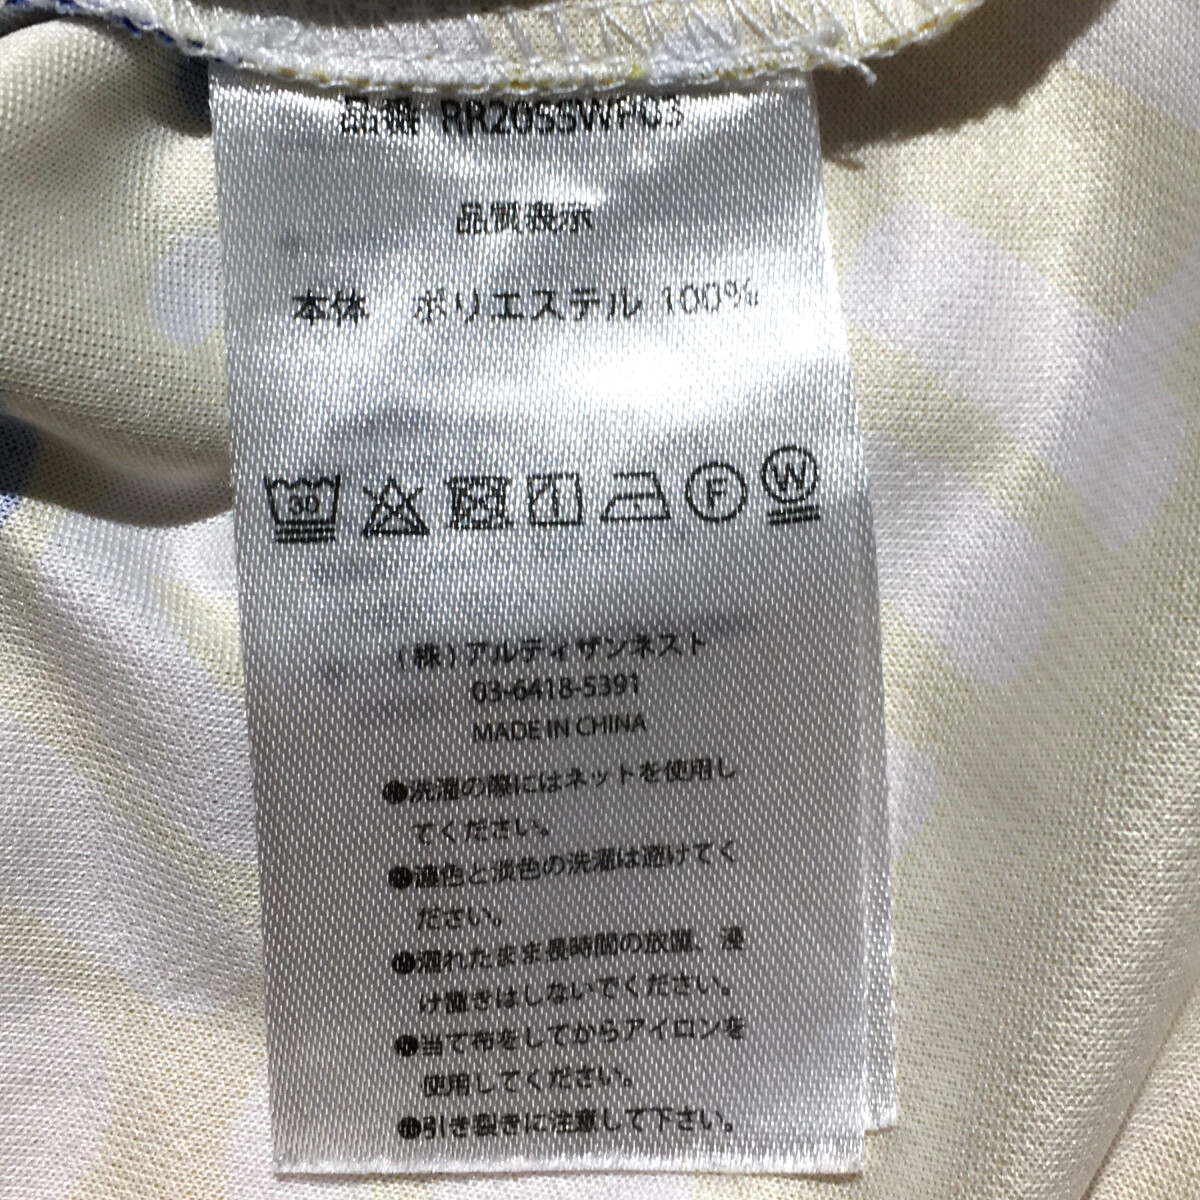 品番 RR20SSWP03
品質表示
本体 ポリエステル 100%
30
F
W
(株)アルティザンネスト
03-6418-5391
MADE IN CHINA
●洗濯の際にはネットを使用し
てください。
●濃色と淡色の洗濯は避けてく
ださい。
●濡れたまま長時間の放置、浸
け置きはしないでください。
●当て布をしてからアイロンを
使用してください。
●引き裂きに注意して下さい。